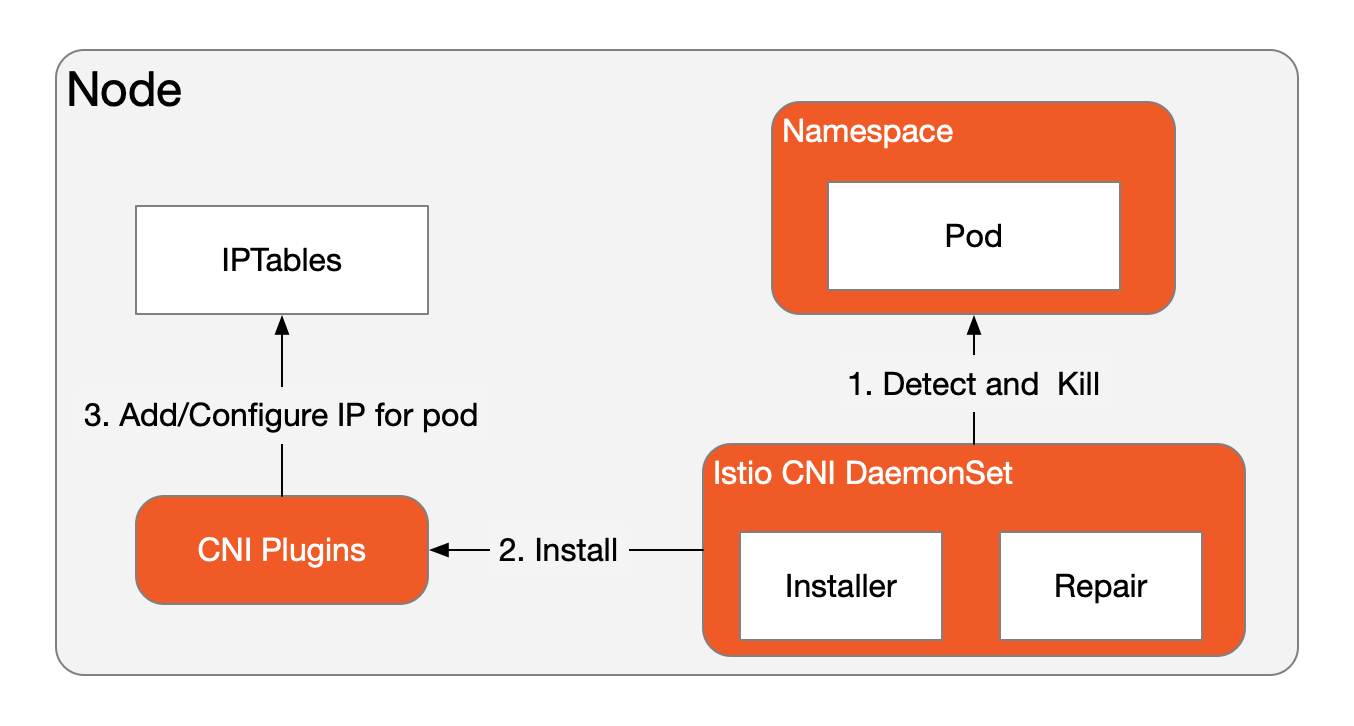 Node
Namespace
Pod
IPTables
1. Detect and  Kill
3. Add/Configure IP for pod
Istio CNI DaemonSet
CNI Plugins
2. Install
Installer
Repair